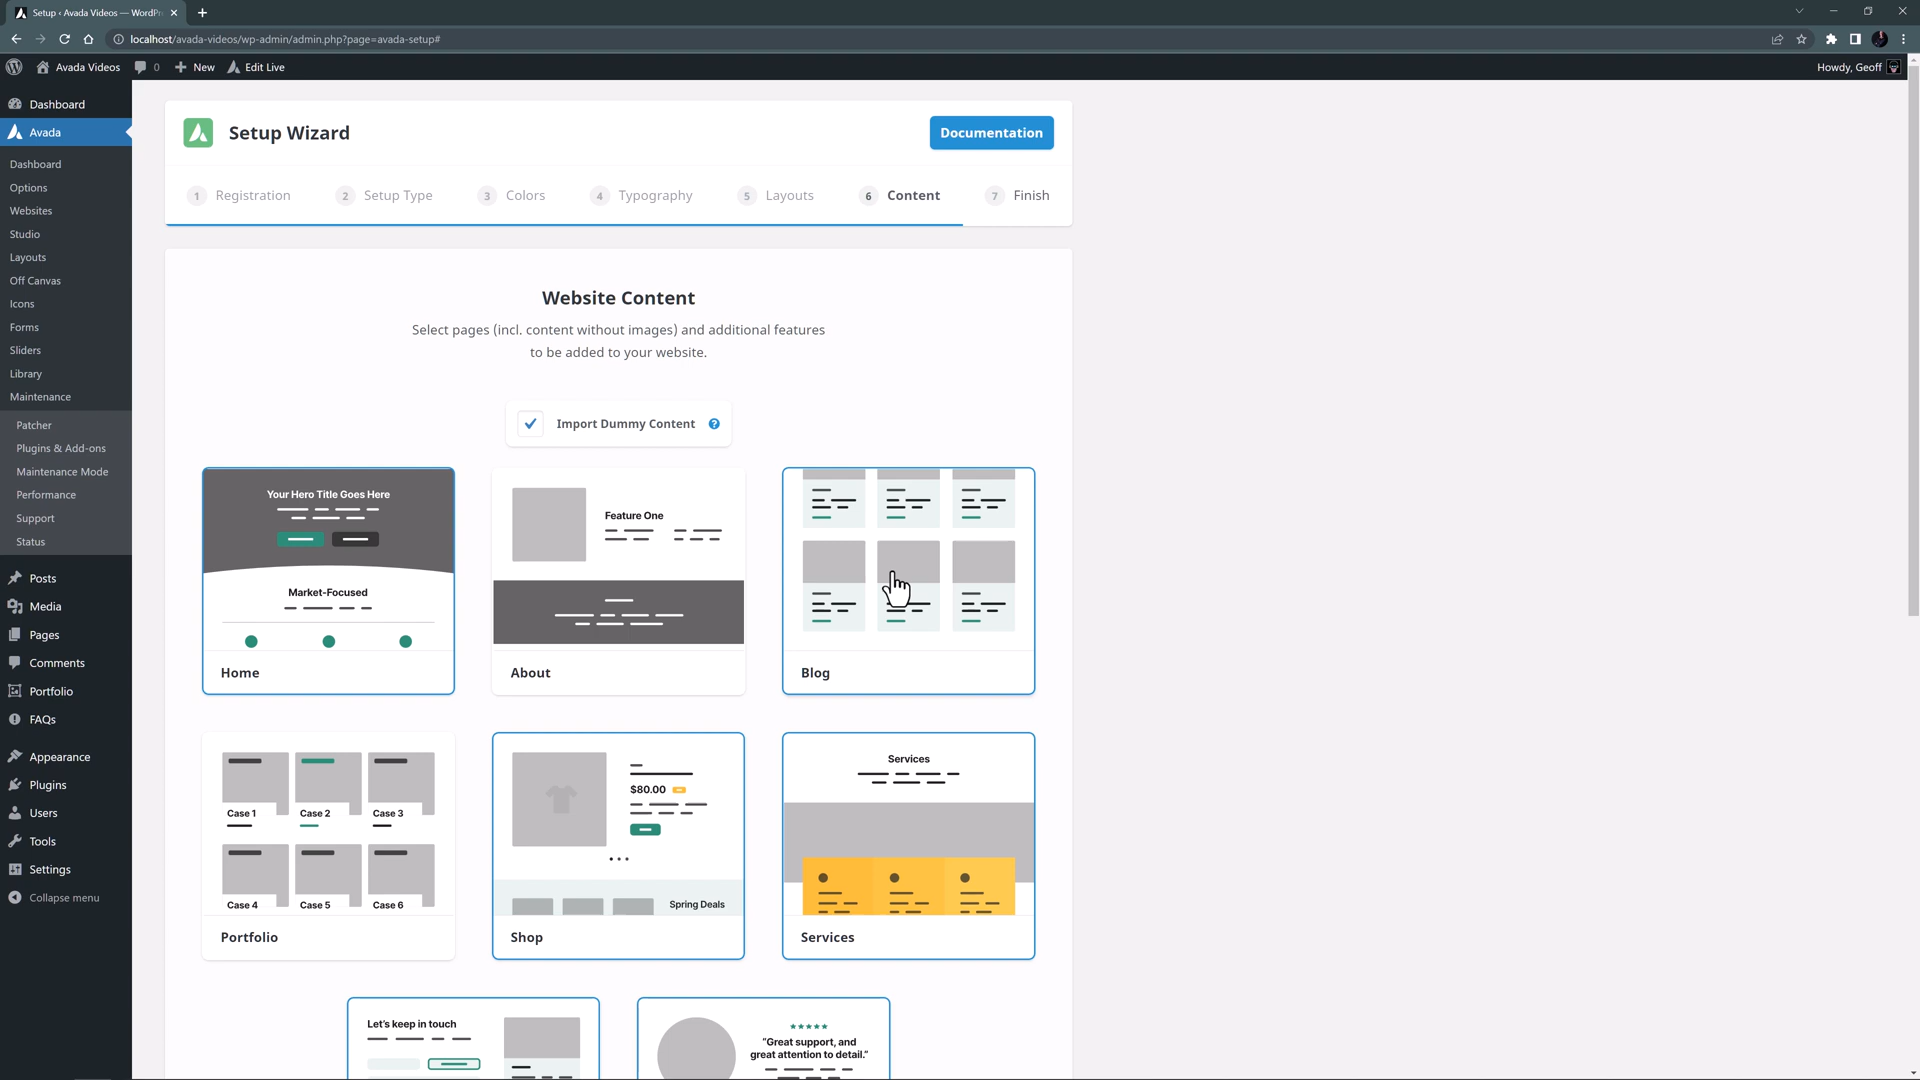 Setup ‹ Avada Videos — WordPr
localhost/avada-videos/wp-admin/admin.php?page=avada-setup#
Avada Videos
0
New
Edit Live
Howdy, Geoff
Dashboard
Avada
Dashboard
Options
Websites
Studio
Layouts
Off Canvas
Icons
Forms
Sliders
Library
Maintenance
Patcher
Plugins & Add-ons
Maintenance Mode
Performance
Support
Status
Posts
Media
Pages
Comments
Portfolio
FAQs
Appearance
Plugins
Users
Tools
Settings
Collapse menu
Setup Wizard
Documentation
1 Registration
2 Setup Type
3 Colors
4 Typography
5 Layouts
6 Content
7 Finish
Website Content
Select pages (incl. content without images) and additional features
to be added to your website.
Import Dummy Content ?
Your Hero Title Goes Here
Market-Focused
Home
Feature One
About
Blog
Case 1
Case 2
Case 3
Case 4
Case 5
Case 6
Portfolio
$80.00
Spring Deals
Shop
Services
Services
Let's keep in touch
“Great support, and
great attention to detail.”